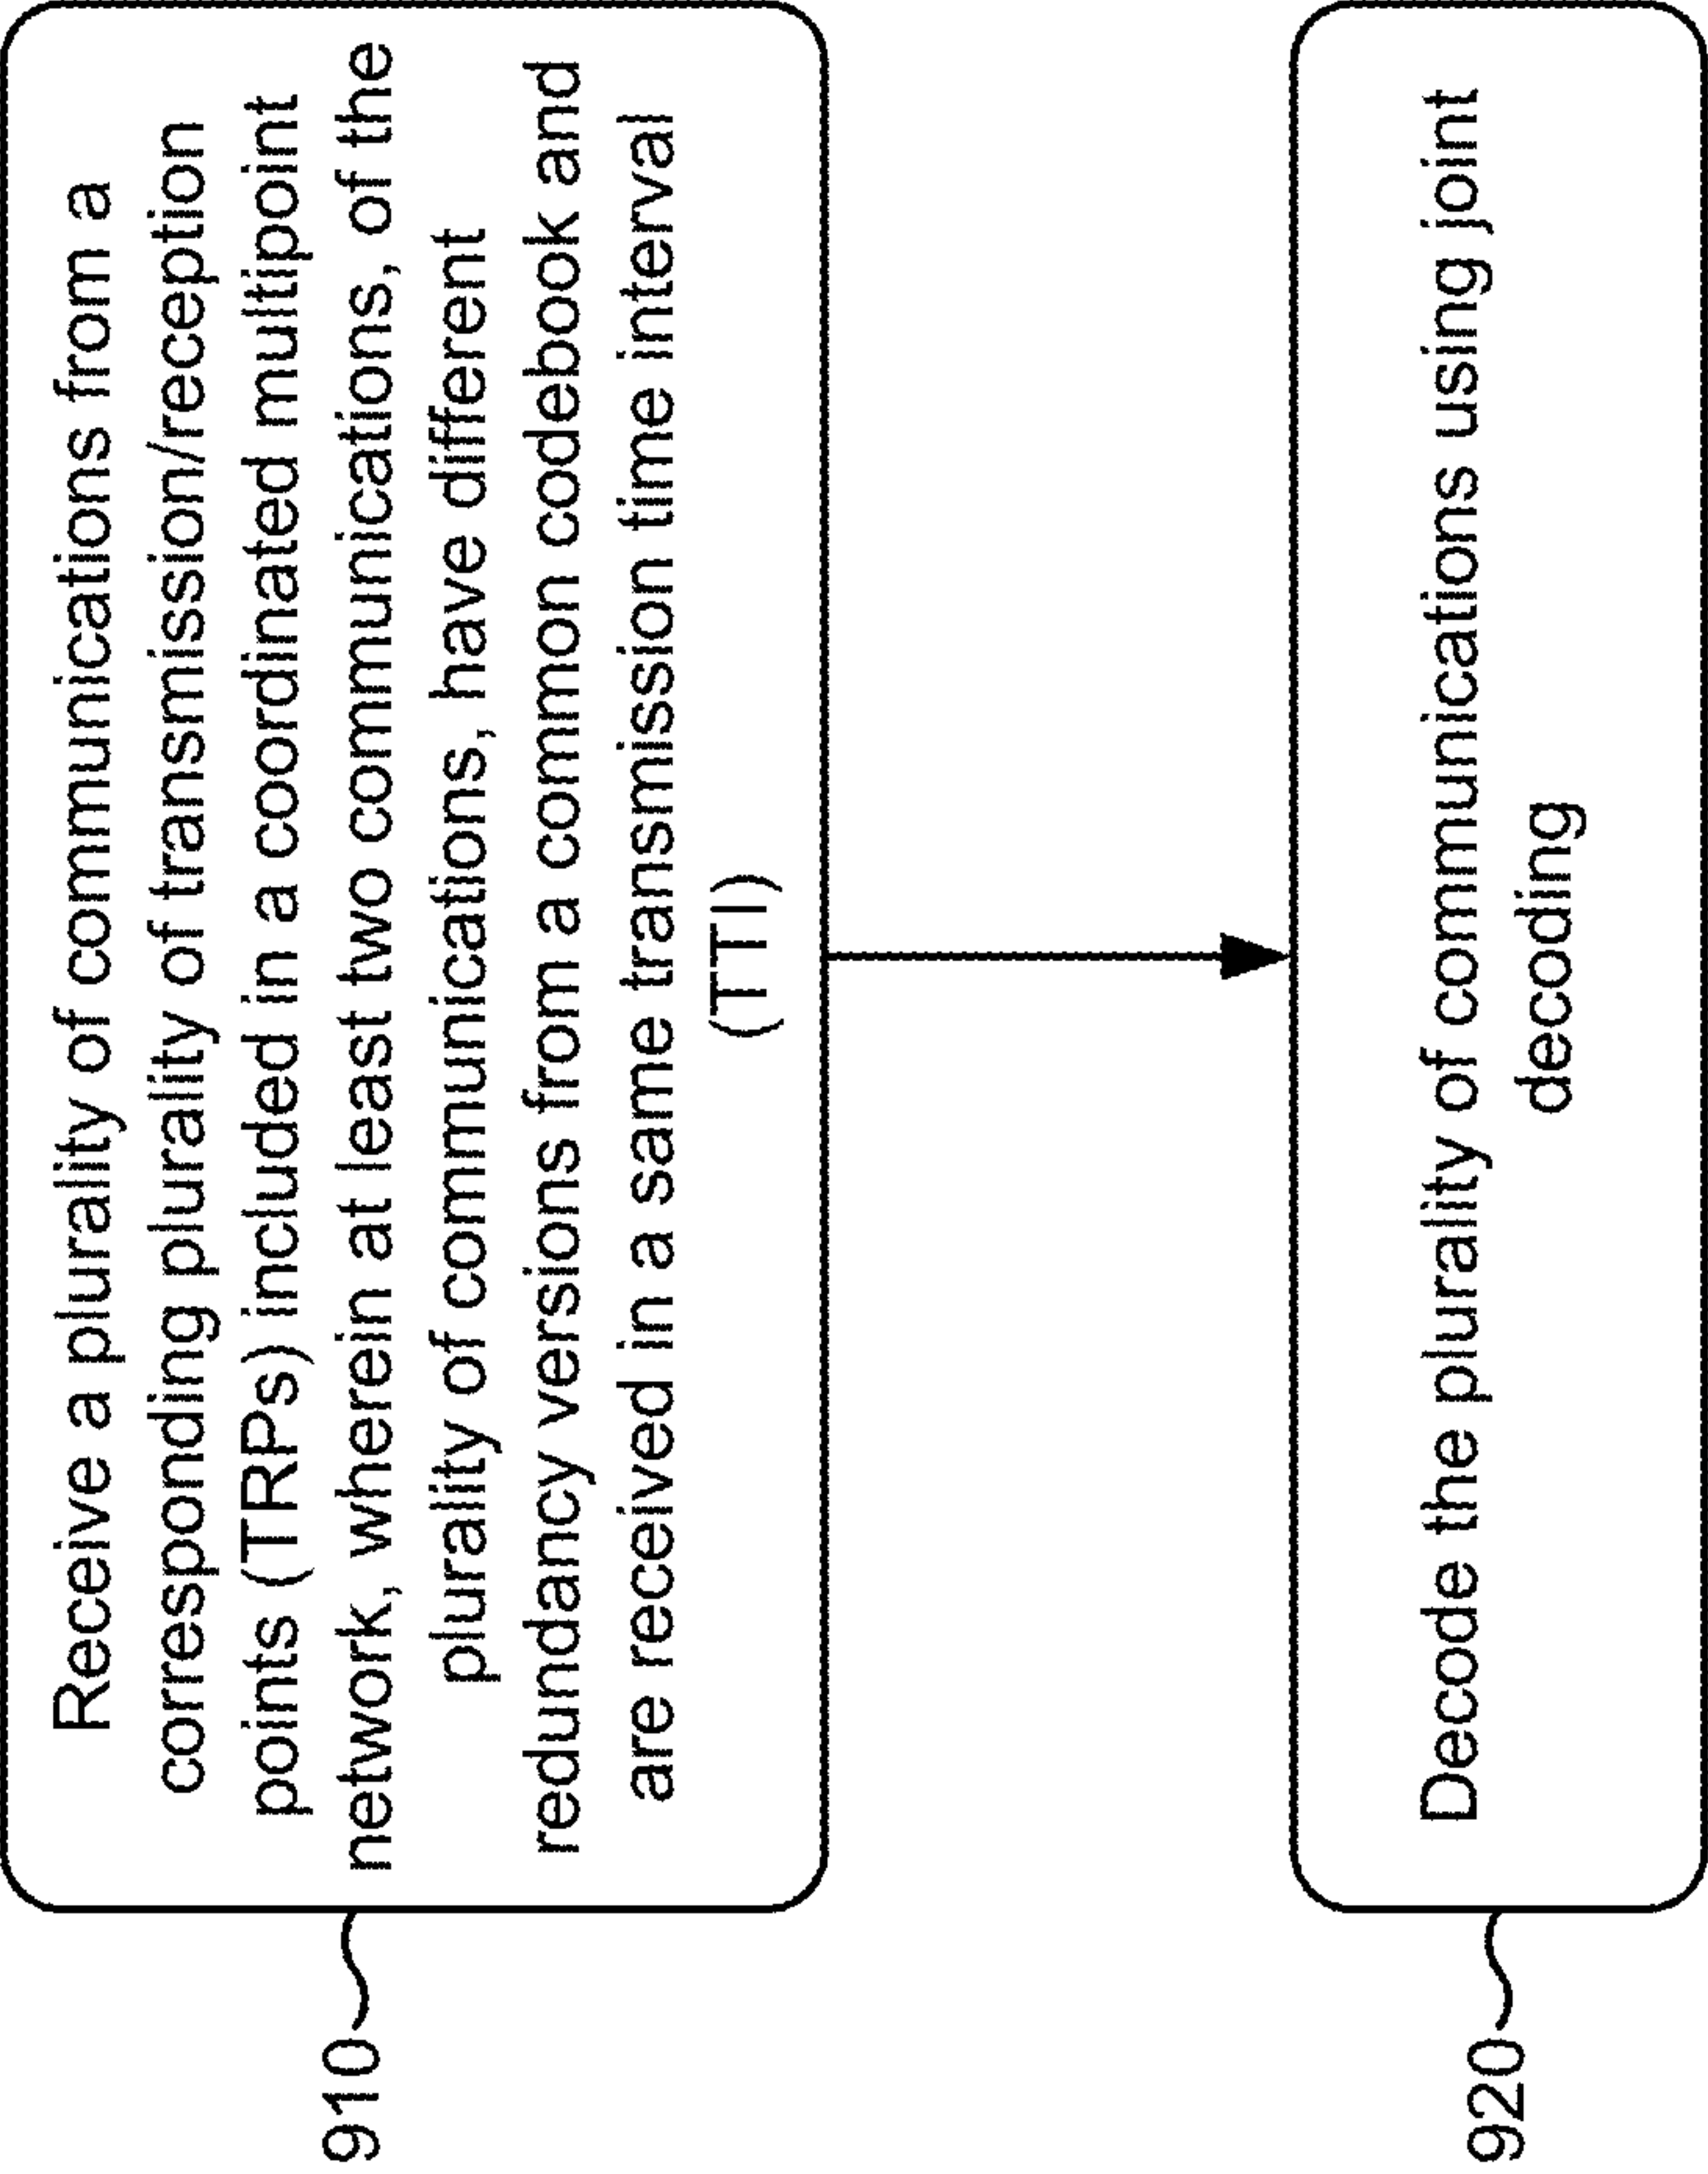 910
Receive a plurality of communications from a
corresponding plurality of transmission/reception
points (TRPs) included in a coordinated multipoint
network, wherein at least two communications, of the
plurality of communications, have different
redundancy versions from a common codebook and
are received in a same transmission time interval
(TTI)
920
Decode the plurality of communications using joint
decoding